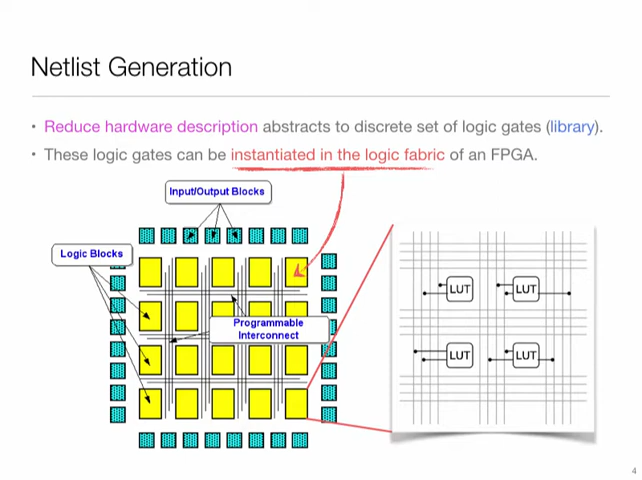 Netlist Generation
• Reduce hardware description abstracts to discrete set of logic gates (library).
• These logic gates can be instantiated in the logic fabric of an FPGA.
Input/Output Blocks
Logic Blocks
Programmable
Interconnect
LUT LUT
LUT LUT
4